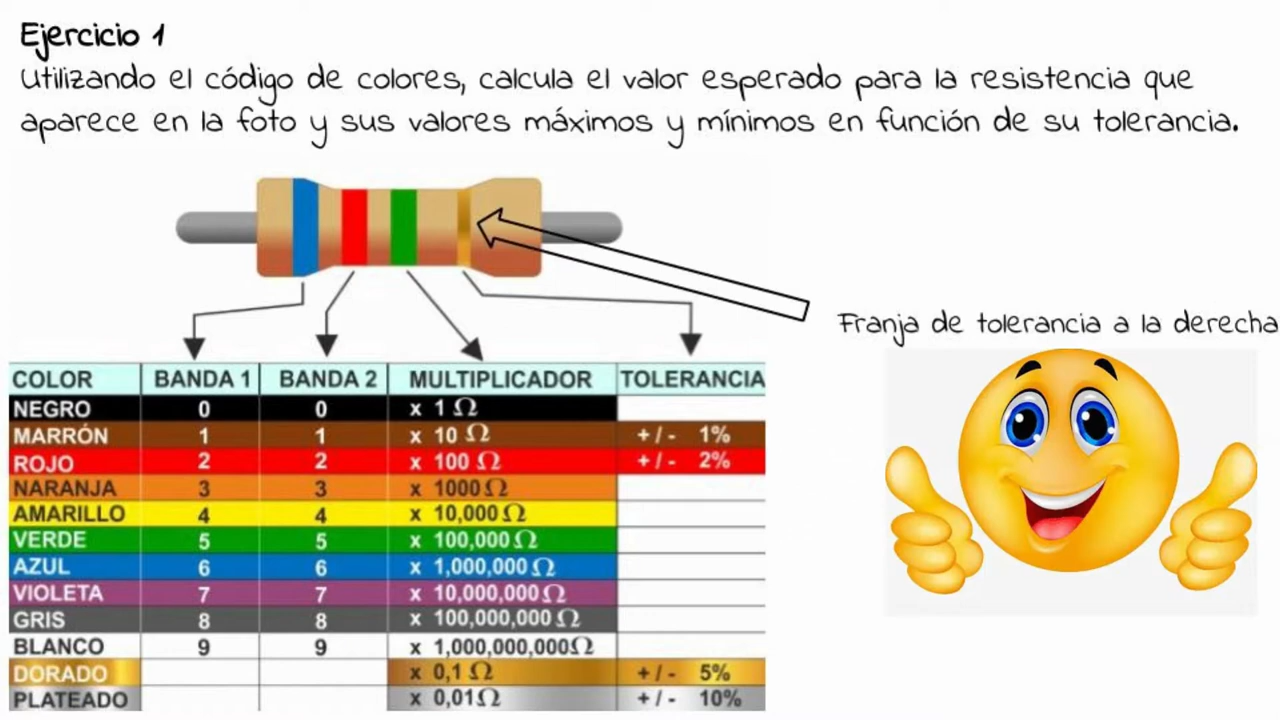 Ejercicio 1
Utilizando el código de colores, calcula el valor esperado para la resistencia que
aparece en la foto y sus valores máximos y mínimos en función de su tolerancia.
Franja de tolerancia a la derecha
COLOR BANDA 1 BANDA 2 MULTIPLICADOR TOLERANCIA
NEGRO 0 0 x 1 Ω
MARRÓN 1 1 x 10 Ω +/- 1%
ROJO 2 2 x 100 Ω +/- 2%
NARANJA 3 3 x 1000 Ω
AMARILLO 4 4 x 10,000 Ω
VERDE 5 5 x 100,000 Ω
AZUL 6 6 x 1,000,000 Ω
VIOLETA 7 7 x 10,000,000 Ω
GRIS 8 8 x 100,000,000 Ω
BLANCO 9 9 x 1,000,000,000 Ω
DORADO x 0,1 Ω +/- 5%
PLATEADO x 0,01 Ω +/- 10%